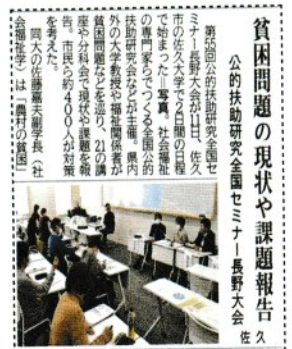 貧困問題の現状や課題報告
公的扶助研究全国セミナー長野大会
佐久
第55回公的扶助研究全国セ
ミナー長野大会が11日、佐久
市の佐久大学で2日間の日程
で始まった＝写真。社会福祉
の専門家らでつくる全国公的
扶助研究会などが主催。県内
外の大学教授や福祉関係者が
貧困問題などを巡り、21の講
座や分科会で現状や課題を報
告。市民ら約400人が対策
を考えた。
同大の佐藤嘉夫副学長（社
会福祉学）は「農村の貧困」